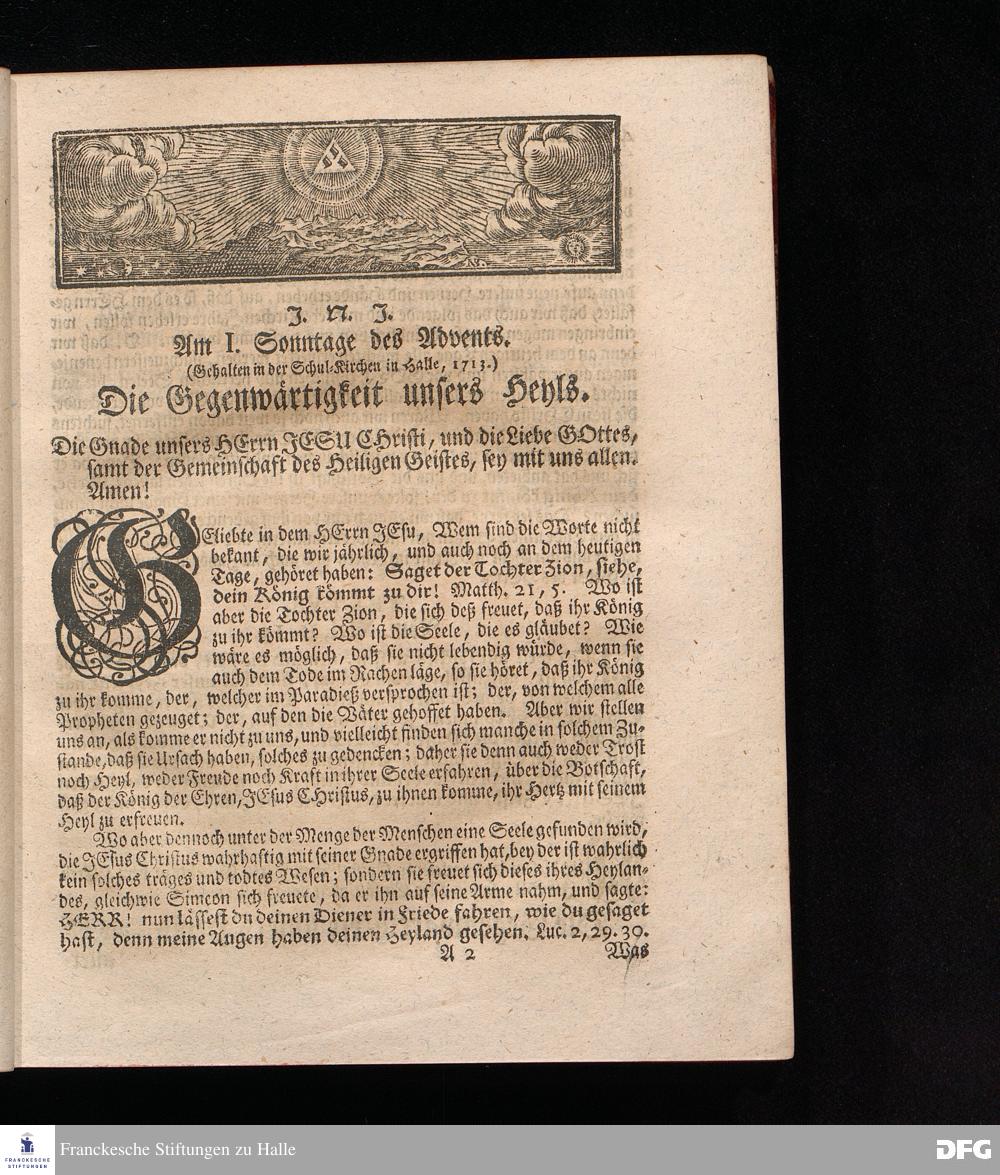 J. N. J.
Am I. Sonntage des Advents.
(Gehalten in der Schul-Kirchen in Halle, 1713.)
Die Gegenwärtigkeit unsers Heyls.
Die Gnade unsers HErrn JESU CHristi, und die Liebe GOttes,
samt der Gemeinschaft des Heiligen Geistes, sey mit uns allen.
Amen!
GEliebte in dem HErrn JEsu, Wem sind die Worte nicht
bekant, die wir jährlich, und auch noch an dem heutigen
Tage, gehöret haben: Saget der Tochter Zion, siehe,
dein König kömmt zu dir! Matth. 21, 5. Wo ist
aber die Tochter Zion, die sich deß freuet, daß ihr König
zu ihr kömmt? Wo ist die Seele, die es gläubet? Wie
wäre es möglich, daß sie nicht lebendig würde, wenn sie
auch dem Tode im Rachen läge, so sie höret, daß ihr König
zu ihr komme, der, welcher im Paradieß versprochen ist; der, von welchem alle
Propheten gezeuget; der, auf den die Väter gehoffet haben. Aber wir stellen
uns an, als komme er nicht zu uns, und vielleicht finden sich manche in solchem Zu-
stande, daß sie Ursach haben, solches zu gedencken; daher sie denn auch weder Trost
noch Heyl, weder Freude noch Kraft in ihrer Seele erfahren, über die Botschaft,
daß der König der Ehren, JEsus CHristus, zu ihnen komme, ihr Hertz mit seinem
Heyl zu erfreuen.
Wo aber dennoch unter der Menge der Menschen eine Seele gefunden wird,
die JEsus Christus wahrhaftig mit seiner Gnade ergriffen hat, bey der ist wahrlich
kein solches träges und todtes Wesen; sondern sie freuet sich dieses ihres Heylan-
des, gleichwie Simeon sich freuete, da er ihn auf seine Arme nahm, und sagte:
HERR! nun lässest du deinen Diener in Friede fahren, wie du gesaget
hast, denn meine Augen haben deinen Heyland gesehen. Luc. 2, 29. 30.
A 2 Was
FRANCKESCHE
STIFTUNGEN
Franckesche Stiftungen zu Halle
DFG